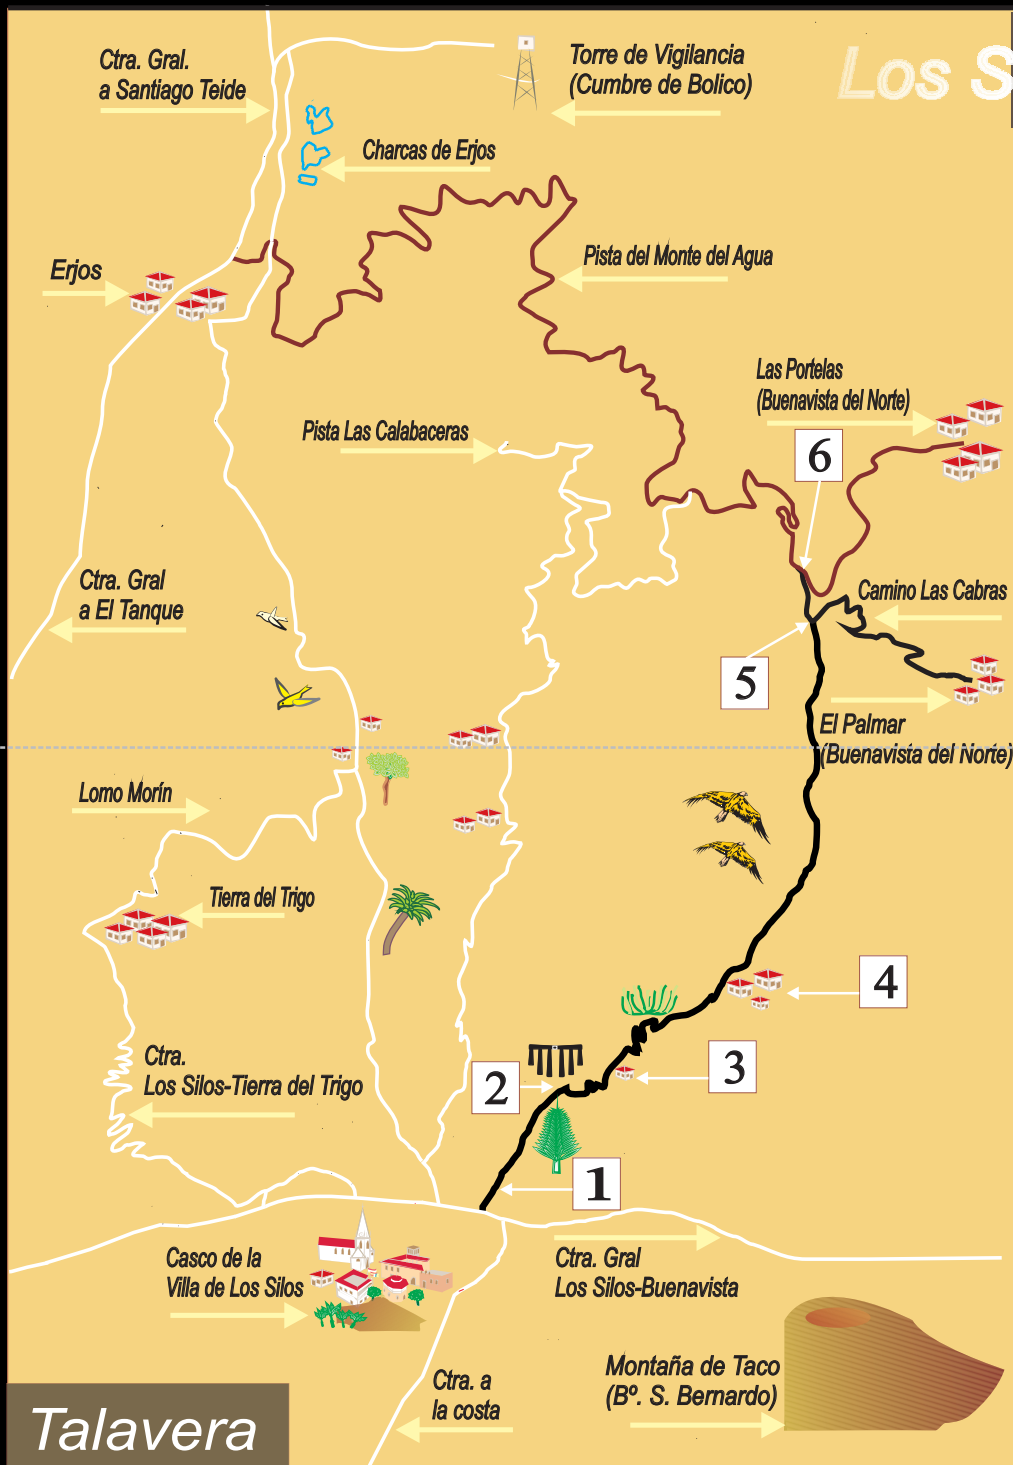 Ctra. Gral.
a Santiago Teide
Torre de Vigilancia
(Cumbre de Bolico)
Los S
Charcas de Erjos
Erjos
Pista del Monte del Agua
Las Portelas
(Buenavista del Norte)
Pista Las Calabaceras
6
Ctra. Gral
a El Tanque
Camino Las Cabras
5
El Palmar
(Buenavista del Norte)
Lomo Morín
Tierra del Trigo
4
Ctra.
Los Silos-Tierra del Trigo
3
2
1
Casco de la
Villa de Los Silos
Ctra. Gral
Los Silos-Buenavista
Montaña de Taco
(Bº. S. Bernardo)
Ctra. a
la costa
Talavera